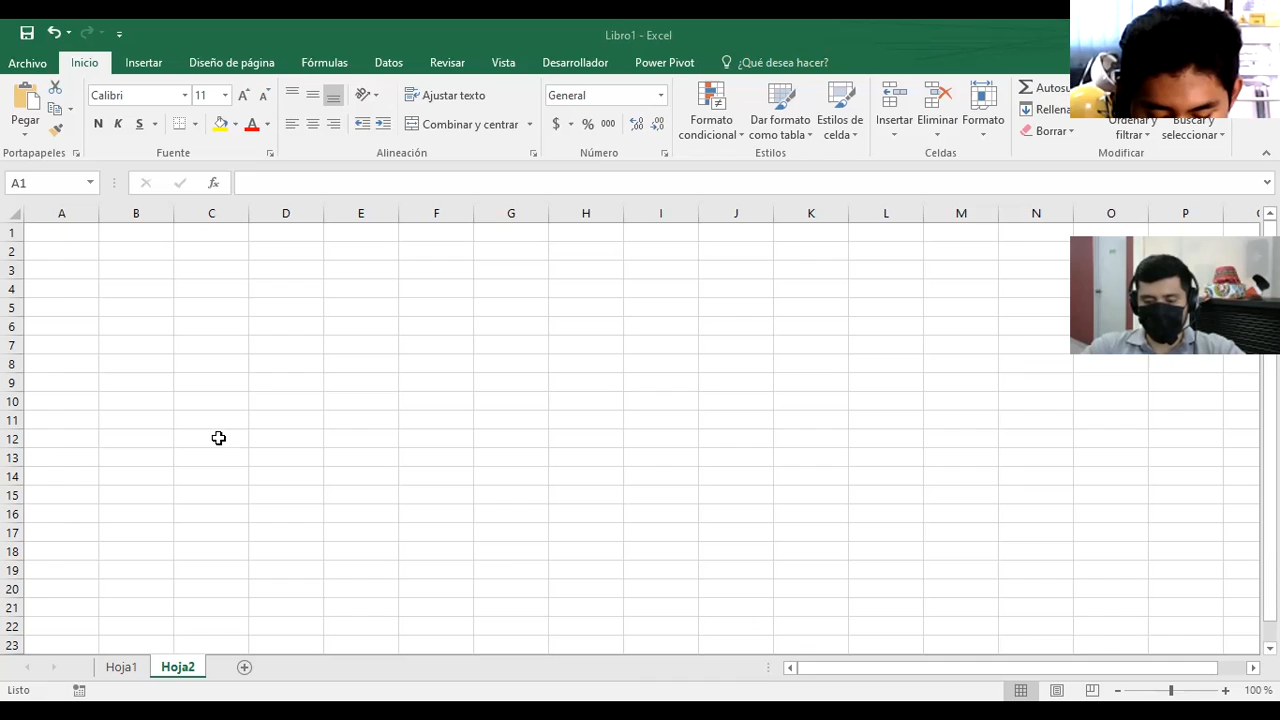 Libro1 - Excel
Archivo Inicio Insertar Diseño de página Fórmulas Datos Revisar Vista Desarrollador Power Pivot ¿Qué desea hacer?
Pegar
Calibri 11
N K S
Ajustar texto
Combinar y centrar
General
$ % 000
Formato condicional
Dar formato como tabla
Estilos de celda
Insertar Eliminar Formato
Autosu
Rellena
Borrar
Ordenar y filtrar
Buscar y seleccionar
Portapapeles Fuente Alineación Número Estilos Celdas Modificar
A1 fx
A B C D E F G H I J K L M N O P
1
2
3
4
5
6
7
8
9
10
11
12
13
14
15
16
17
18
19
20
21
22
23
Hoja1 Hoja2
Listo 100 %